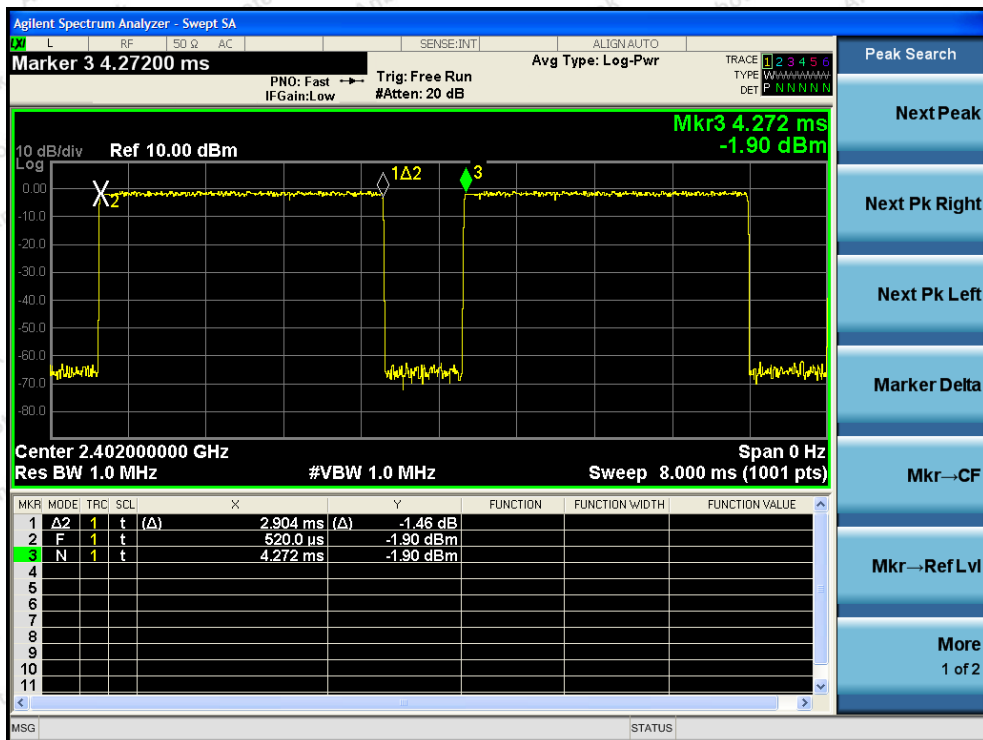 Agilent Spectrum Analyzer - Swept SA
LXI L RF 50 Ω AC SENSE:INT ALIGN AUTO
Marker 3 4.27200 ms
PNO: Fast
IFGain:Low
Trig: Free Run
#Atten: 20 dB
Avg Type: Log-Pwr
TRACE 1 2 3 4 5 6
TYPE W
DET P N N N N N
Mkr3 4.272 ms
-1.90 dBm
10 dB/div Ref 10.00 dBm
Log
0.00
-10.0
-20.0
-30.0
-40.0
-50.0
-60.0
-70.0
-80.0
2
1Δ2
3
Center 2.402000000 GHz Span 0 Hz
Res BW 1.0 MHz #VBW 1.0 MHz Sweep 8.000 ms (1001 pts)
MKR MODE TRC SCL X Y FUNCTION FUNCTION WIDTH FUNCTION VALUE
1 Δ2 1 t (Δ) 2.904 ms (Δ) -1.46 dB
2 F 1 t 520.0 µs -1.90 dBm
3 N 1 t 4.272 ms -1.90 dBm
4
5
6
7
8
9
10
11
MSG STATUS
Peak Search
Next Peak
Next Pk Right
Next Pk Left
Marker Delta
Mkr→CF
Mkr→Ref Lvl
More
1 of 2